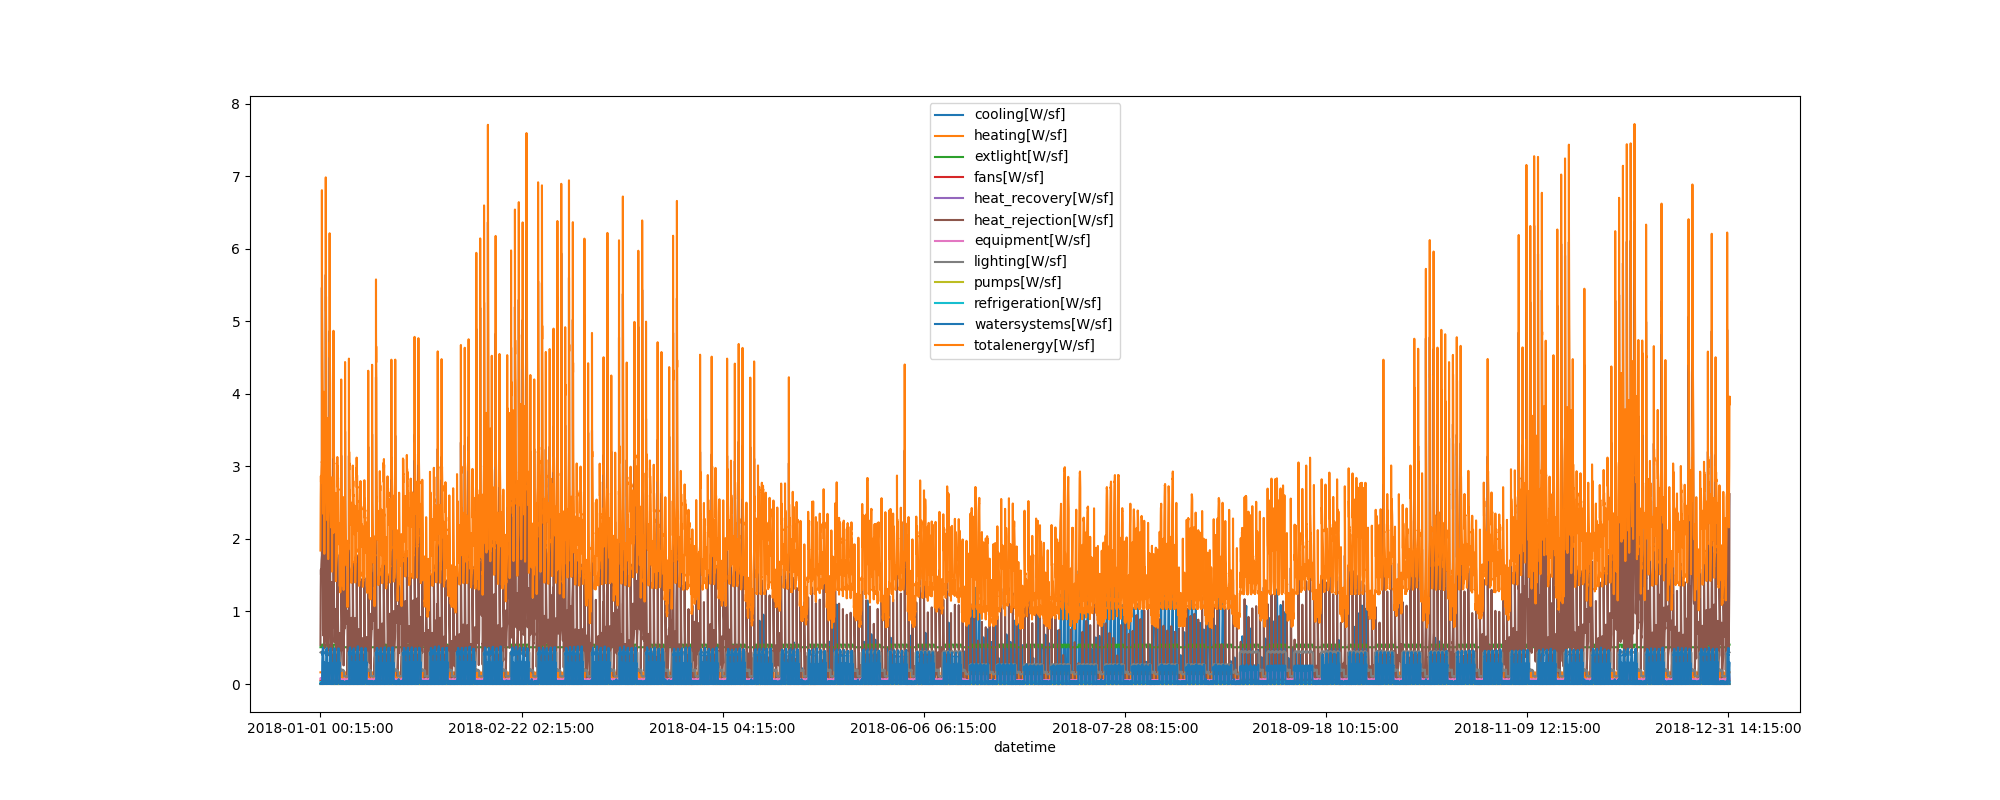 8
7
6
5
4
3
2
1
0
cooling[W/sf]
heating[W/sf]
extlight[W/sf]
fans[W/sf]
heat_recovery[W/sf]
heat_rejection[W/sf]
equipment[W/sf]
lighting[W/sf]
pumps[W/sf]
refrigeration[W/sf]
watersystems[W/sf]
totalenergy[W/sf]
2018-01-01 00:15:00 2018-02-22 02:15:00 2018-04-15 04:15:00 2018-06-06 06:15:00 2018-07-28 08:15:00 2018-09-18 10:15:00 2018-11-09 12:15:00 2018-12-31 14:15:00
datetime